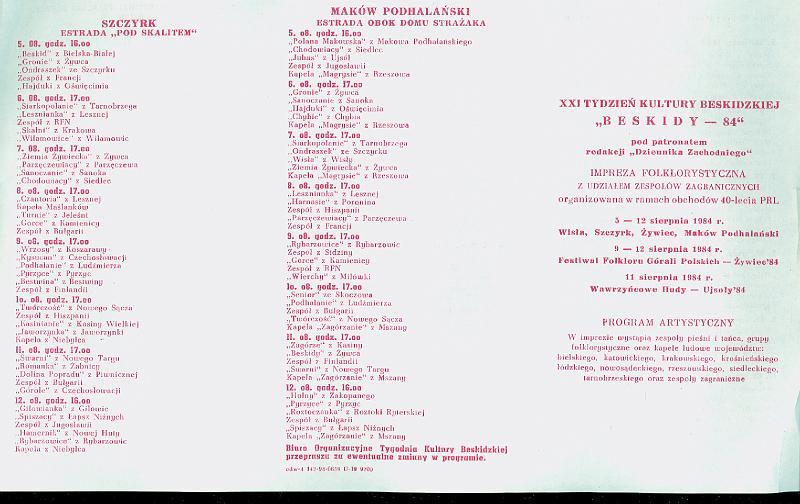 SZCZYRK
ESTRADA „POD SKALITEM"
5. 08. godz. 16.00
„Beskid" z Bielska-Białej
„Gronie" z Żywca
„Ondraszek" ze Szczyrku
Zespół z Francji
„Hajduki z Oświęcimia
6. 08. godz. 17.00
„Siarkopolanie" z Tarnobrzega
„Lesznianka" z Lesznej
Zespół z RFN
„Skalni" z Krakowa
„Wilamowice" z Wilamowic
7. 08. godz. 17.00
„Ziemia Żywiecka" z Żywca
„Parzęczewiacy" z Parzęczewa
„Sanoczanie" z Sanoka
„Chodowiacy" z Siedlec
8. 08. godz. 17.00
„Czantoria" z Lesznej
Kapela Maślanków
„Turnie" z Jeleśni
„Gorce" z Kamienicy
Zespół z Bułgarii
9. 08. godz. 17.00
„Wrzosy" z Koszarawy
„Kysucan" z Czechosłowacji
„Podhalanie" z Ludźmierza
„Pyrzyce" z Pyrzyc
„Bestwina" z Bestwiny
Zespół z Finlandii
10. 08. godz. 17.00
„Twórczość" z Nowego Sącza
Zespół z Hiszpanii
„Kasinianie" z Kasiny Wielkiej
„Jaworzynka" z Jaworzynki
Kapela z Niebylca
11. 08. godz. 17.00
„Swarni" z Nowego Targu
„Romanka" z Żabnicy
„Dolina Popradu" z Piwnicznej
Zespół z Bułgarii
„Górole" z Czechosłowacji
12. 08. godz. 16.00
„Gilowianka" z Gilowic
„Spiszacy" z Łapsz Niżnych
Zespół z Jugosławii
„Hamernik" z Nowej Huty
„Rybarzowice" z Rybarzowic
Kapela z Niebylca
MAKÓW PODHALAŃSKI
ESTRADA OBOK DOMU STRAŻAKA
5. 08. godz. 16.00
„Polana Makowska" z Makowa Podhalańskiego
„Chodowiacy" z Siedlec
„Juhas" z Ujsół
Zespół z Jugosławii
Kapela „Magrysie" z Rzeszowa
6. 08. godz. 17.00
„Gronie" z Żywca
„Sanoczanie z Sanoka
„Hajduki" z Oświęcimia
„Chybie" z Chybia
Kapela „Magrysie" z Rzeszowa
7. 08. godz. 17.00
„Siarkopolanie" z Tarnobrzega
„Ondraszek" ze Szczyrku
„Wisła" z Wisły
„Ziemia Żywiecka" z Żywca
Kapela „Magrysie" z Rzeszowa
8. 08. godz. 17.00
„Lesznianka" z Lesznej
„Harnasie" z Poronina
Zespół z Hiszpanii
„Parzęczewiacy" z Parzęczewa
Zespół z Francji
9. 08. godz. 17.00
„Rybarzowice" z Rybarzowic
Zespół z Sidziny
„Gorce" z Kamienicy
Zespół z RFN
„Wierchy" z Milówki
10. 08. godz. 17.00
„Senior" ze Skoczowa
„Podhalanie" z Ludźmierza
Zespół z Bułgarii
„Twórczość" z Nowego Sącza
Kapela „Zagórzanie" z Mszany
11. 08. godz. 17.00
„Zagórze" z Kasiny
„Beskidy" z Żywca
Zespół z Finlandii
„Swarni" z Nowego Targu
Kapela „Zagórzanie" z Mszany
12. 08. godz. 16.00
„Holny" z Zakopanego
„Pyrzyce" z Pyrzyc
„Roztoczanka" z Roztoki Ryterskiej
Zespół z Bułgarii
„Spiszacy" z Łapsz Niżnych
Kapela „Zagórzanie" z Mszany
Biuro Organizacyjne Tygodnia Kultury Beskidzkiej
przeprasza za ewentualne zmiany w programie.
XXI TYDZIEŃ KULTURY BESKIDZKIEJ
„BESKIDY — 84"
pod patronatem
redakcji „Dziennika Zachodniego"
IMPREZA FOLKLORYSTYCZNA
Z UDZIAŁEM ZESPOŁÓW ZAGRANICZNYCH
organizowana w ramach obchodów 40-lecia PRL
5 — 12 sierpnia 1984 r.
Wisła, Szczyrk, Żywiec, Maków Podhalański
9 — 12 sierpnia 1984 r.
Festiwal Folkloru Górali Polskich — Żywiec'84
11 sierpnia 1984 r.
Wawrzyńcowe Hudy — Ujsoły'84
PROGRAM ARTYSTYCZNY
W imprezie wystąpią zespoły pieśni i tańca, grupy
folklorystyczne oraz kapele ludowe województw:
bielskiego, katowickiego, krakowskiego, krośnieńskiego
łódzkiego, nowosądeckiego, rzeszowskiego, siedleckiego,
tarnobrzeskiego oraz zespoły zagraniczne